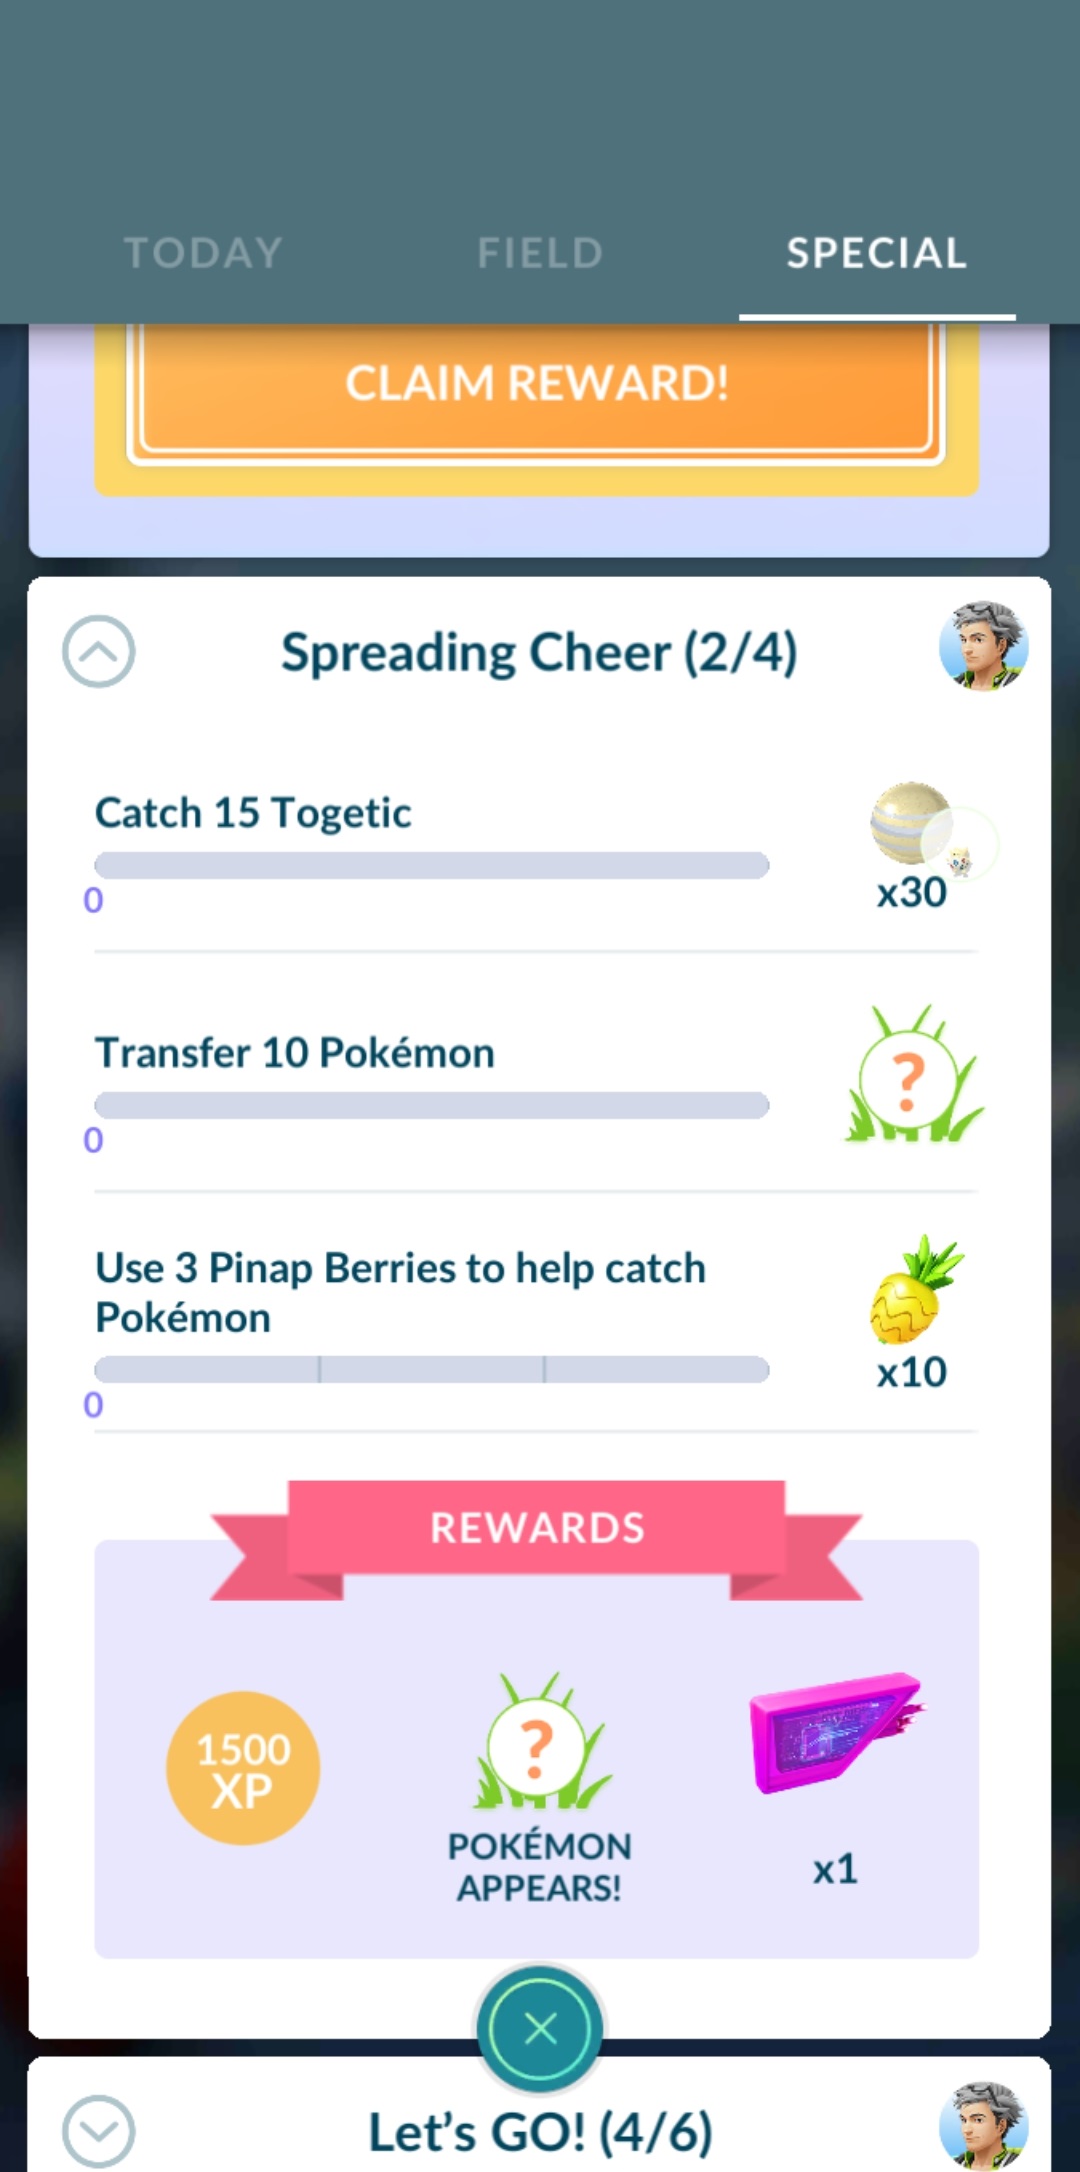 TODAY
FIELD
SPECIAL
CLAIM REWARD!
Spreading Cheer (2/4)
Catch 15 Togetic
0
x30
Transfer 10 Pokémon
0
?
Use 3 Pinap Berries to help catch
Pokémon
0
x10
REWARDS
1500
XP
?
POKÉMON
APPEARS!
x1
Let's GO! (4/6)